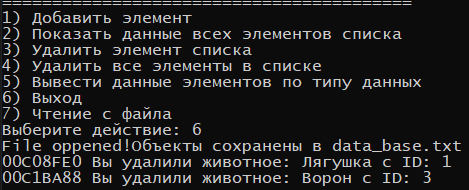 ========================================
1) Добавить элемент
2) Показать данные всех элементов списка
3) Удалить элемент списка
4) Удалить все элементы в списке
5) Вывести данные элементов по типу данных
6) Выход
7) Чтение с файла
Выберите действие: 6
File oppened!Объекты сохранены в data_base.txt
00C08FE0 Вы удалили животное: Лягушка с ID: 1
00C1BA88 Вы удалили животное: Ворон с ID: 3